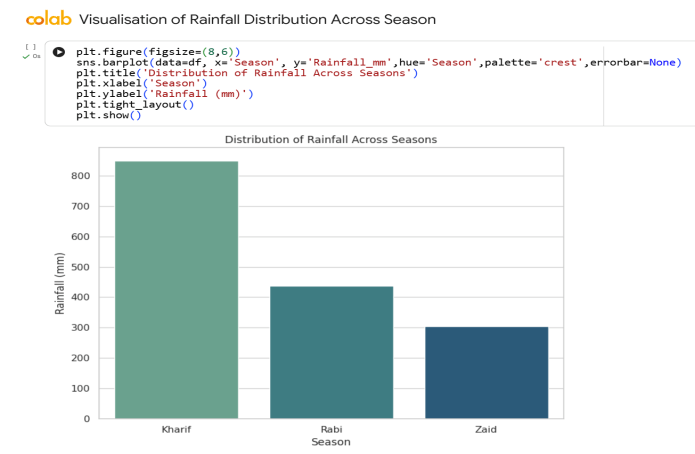 colab Visualisation of Rainfall Distribution Across Season
[ ]
0s
plt.figure(figsize=(8,6))
sns.barplot(data=df, x='Season', y='Rainfall_mm',hue='Season',palette='crest',errorbar=None)
plt.title('Distribution of Rainfall Across Seasons')
plt.xlabel('Season')
plt.ylabel('Rainfall (mm)')
plt.tight_layout()
plt.show()
Distribution of Rainfall Across Seasons
Rainfall (mm)
800
700
600
500
400
300
200
100
0
Kharif Rabi Zaid
Season